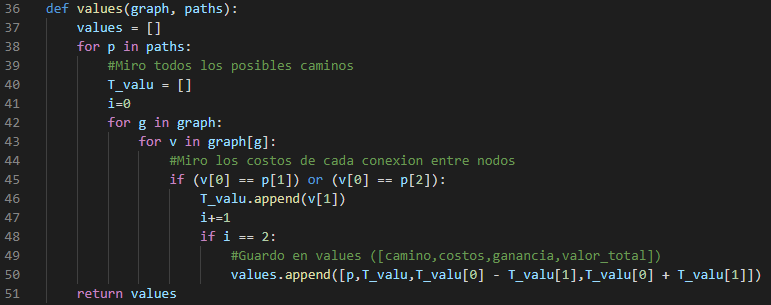 36 def values(graph, paths):
37     values = []
38     for p in paths:
39         #Miro todos los posibles caminos
40         T_valu = []
41         i=0
42         for g in graph:
43             for v in graph[g]:
44                 #Miro los costos de cada conexion entre nodos
45                 if (v[0] == p[1]) or (v[0] == p[2]):
46                     T_valu.append(v[1])
47                     i+=1
48                     if i == 2:
49                         #Guardo en values ([camino,costos,ganancia,valor_total])
50                         values.append([p,T_valu,T_valu[0] - T_valu[1],T_valu[0] + T_valu[1]])
51     return values